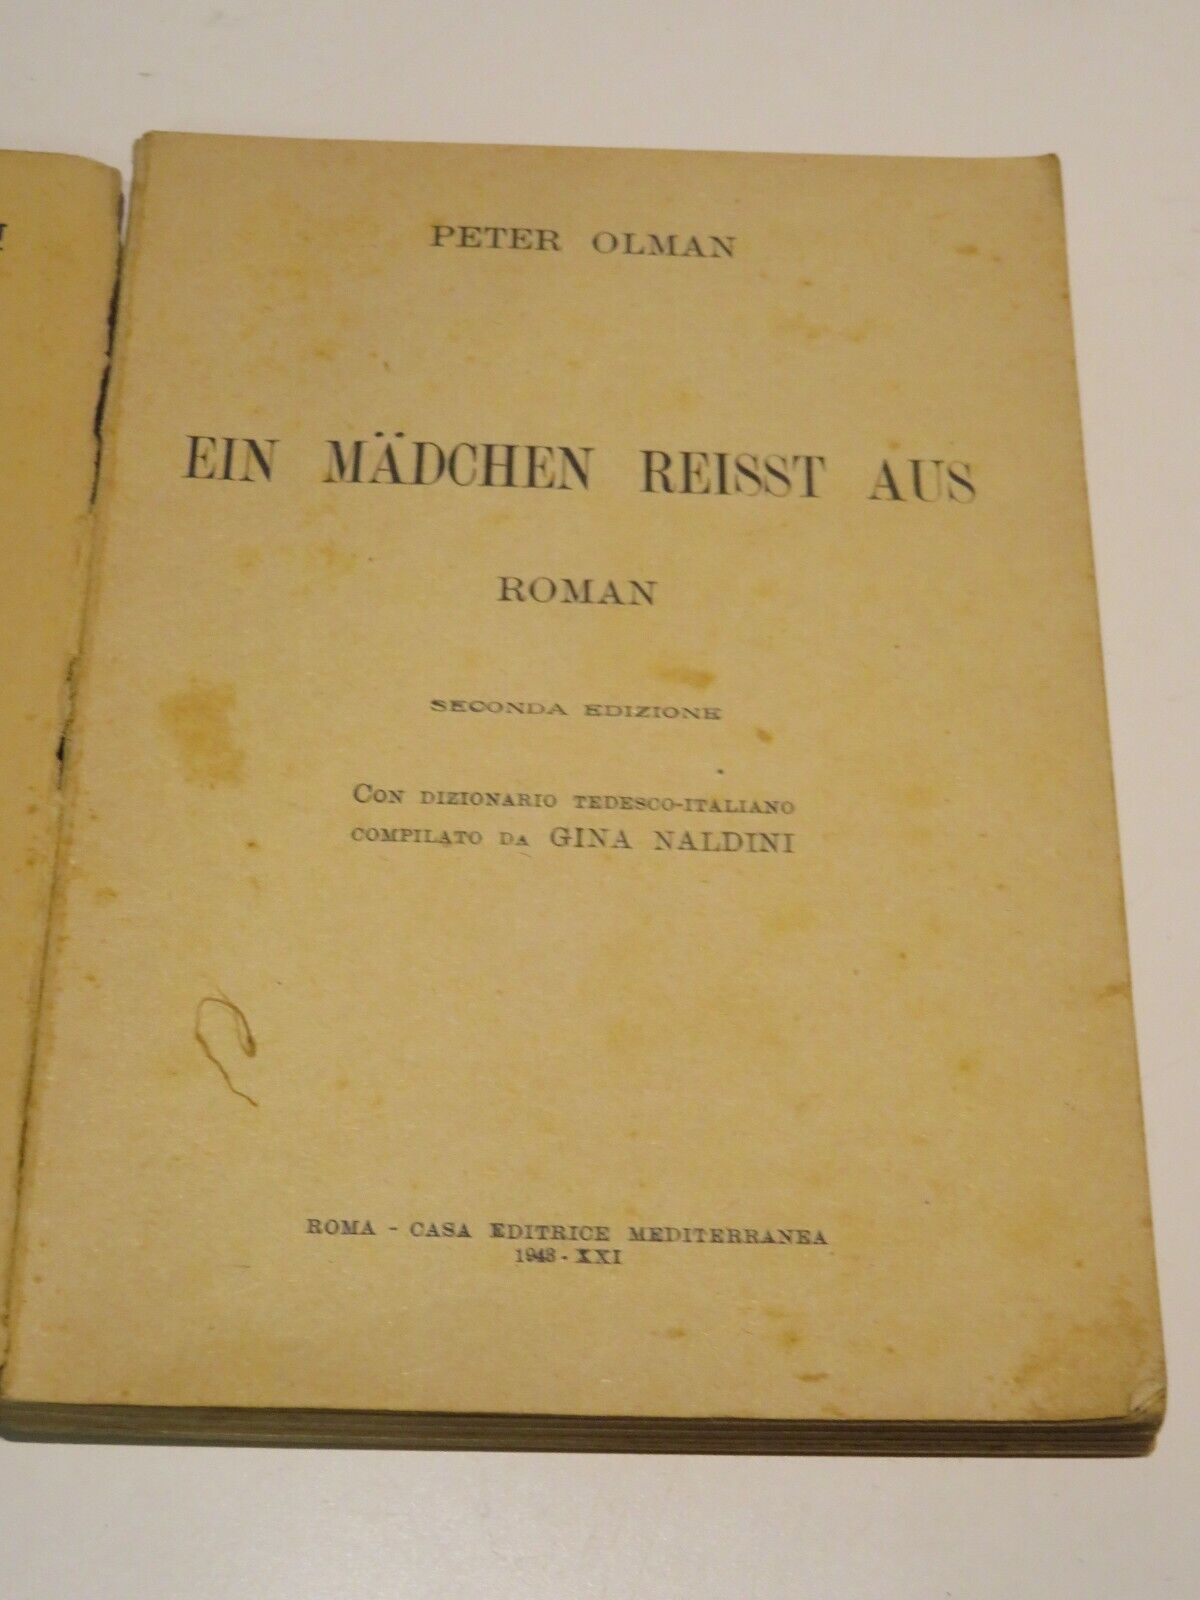 PETER OLMAN
EIN MÄDCHEN REISST AUS
ROMAN
SECONDA EDIZIONE
CON DIZIONARIO TEDESCO-ITALIANO
COMPILATO DA GINA NALDINI
ROMA - CASA EDITRICE MEDITERRANEA
1943 - XXI